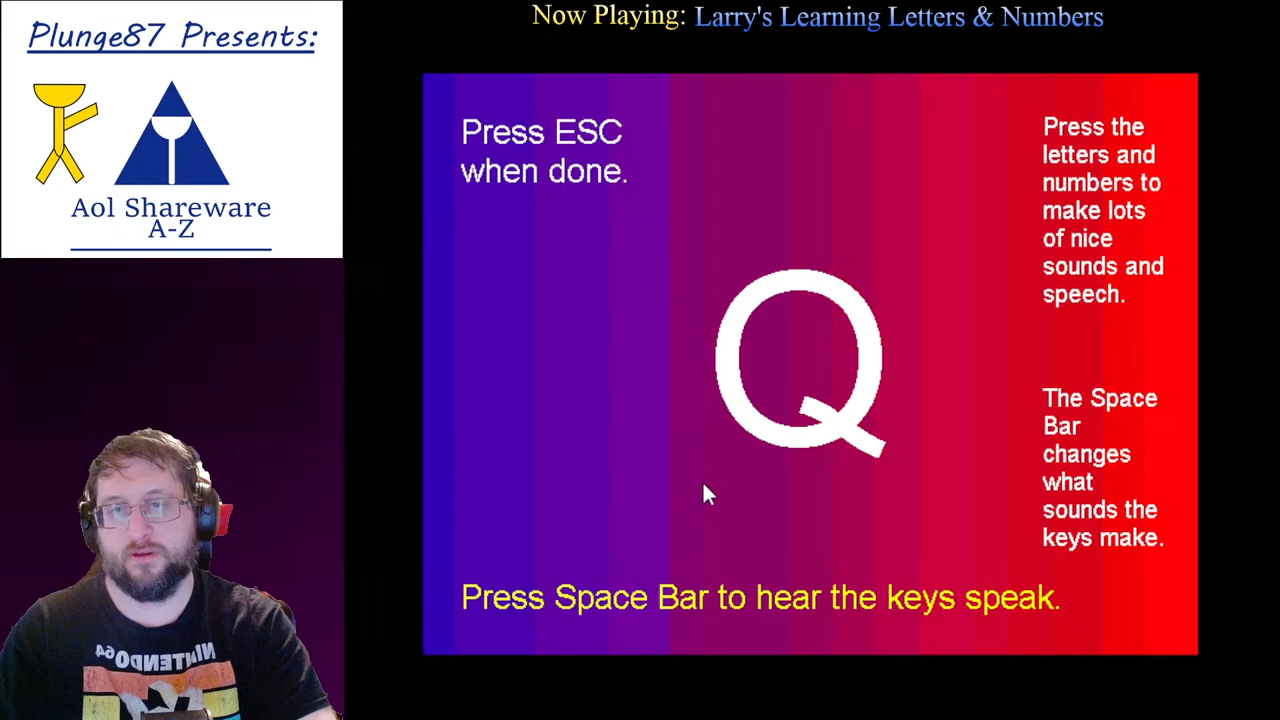 Plunge87 Presents:
Aol Shareware
A-Z
Now Playing: Larry's Learning Letters & Numbers
Press ESC
when done.
Q
Press the
letters and
numbers to
make lots
of nice
sounds and
speech.
The Space
Bar
changes
what
sounds the
keys make.
Press Space Bar to hear the keys speak.
NINTENDO64